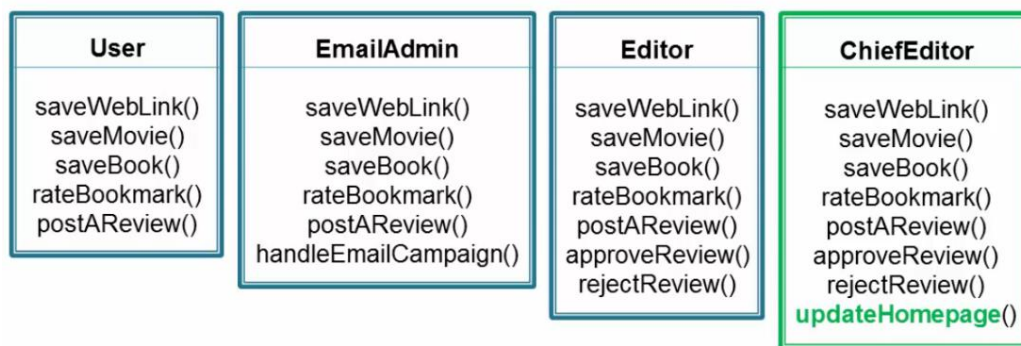 User
saveWebLink()
saveMovie()
saveBook()
rateBookmark()
postAReview()
EmailAdmin
saveWebLink()
saveMovie()
saveBook()
rateBookmark()
postAReview()
handleEmailCampaign()
Editor
saveWebLink()
saveMovie()
saveBook()
rateBookmark()
postAReview()
approveReview()
rejectReview()
ChiefEditor
saveWebLink()
saveMovie()
saveBook()
rateBookmark()
postAReview()
approveReview()
rejectReview()
updateHomepage()